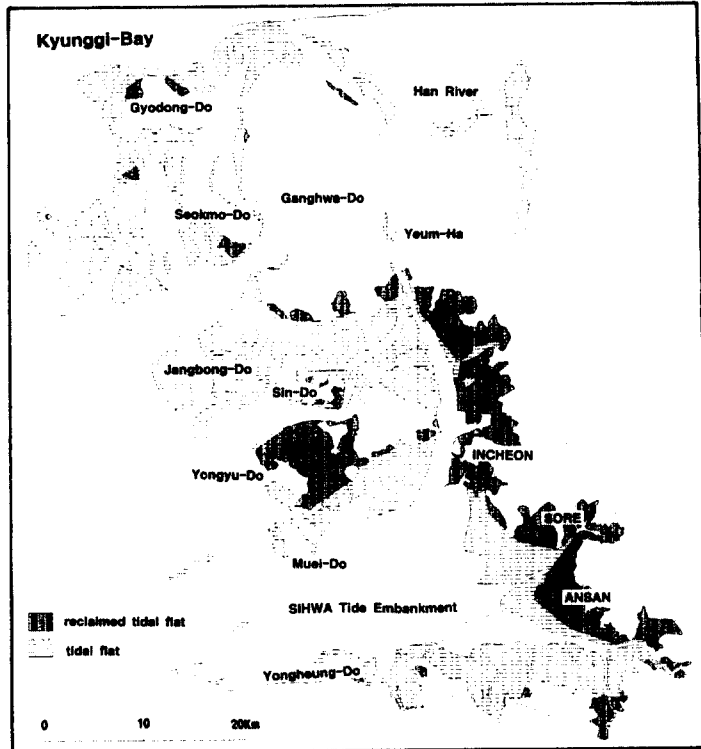 Kyunggi-Bay
Han River
Gyodong-Do
Ganghwa-Do
Seokmo-Do
Yeum-Ha
Jangbong-Do
Sin-Do
INCHEON
Yongyu-Do
SORE
Muei-Do
ANSAN
SIHWA Tide Embankment
reclaimed tidal flat
tidal flat
Yongheung-Do
0 10 20Km